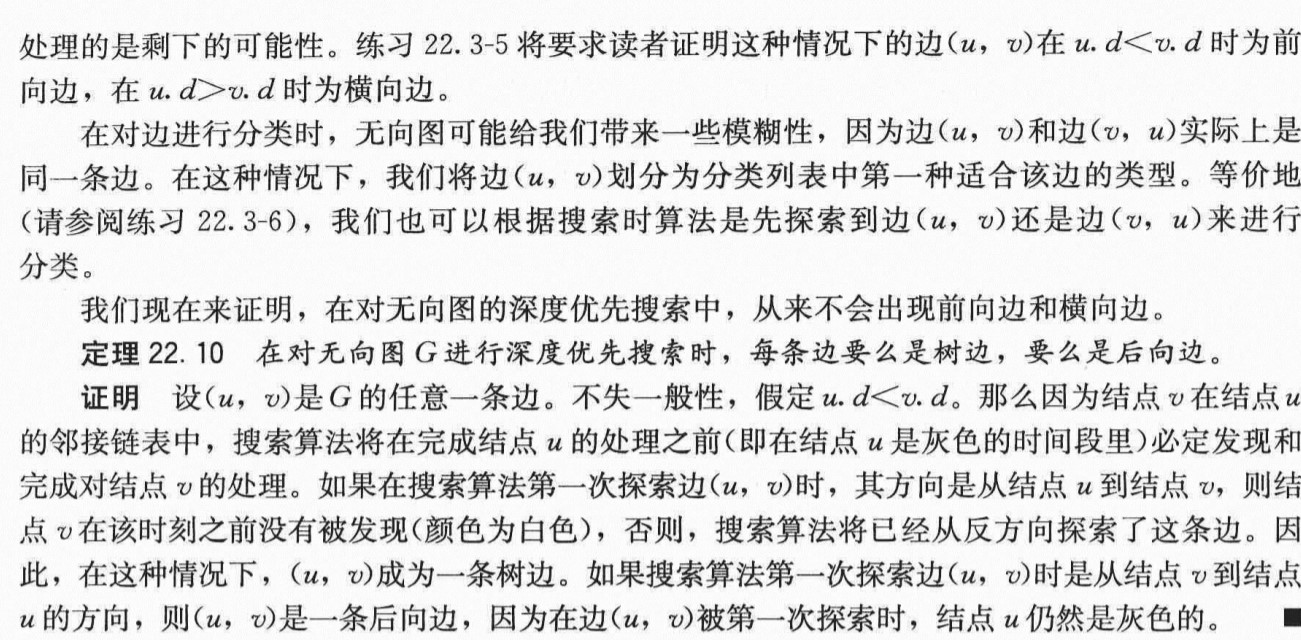 处理的是剩下的可能性。练习 22.3-5 将要求读者证明这种情况下的边(u，v)在 u.d<v.d 时为前
向边，在 u.d>v.d 时为横向边。
在对边进行分类时，无向图可能给我们带来一些模糊性，因为边(u，v)和边(v，u)实际上是
同一条边。在这种情况下，我们将边(u，v)划分为分类列表中第一种适合该边的类型。等价地
(请参阅练习 22.3-6)，我们也可以根据搜索时算法是先探索到边(u，v)还是边(v，u)来进行
分类。
我们现在来证明，在对无向图的深度优先搜索中，从来不会出现前向边和横向边。
定理 22.10 在对无向图 G 进行深度优先搜索时，每条边要么是树边，要么是后向边。
证明 设(u，v)是 G 的任意一条边。不失一般性，假定 u.d<v.d。那么因为结点 v 在结点 u
的邻接链表中，搜索算法将在完成结点 u 的处理之前(即在结点 u 是灰色的时间段里)必定发现和
完成对结点 v 的处理。如果在搜索算法第一次探索边(u，v)时，其方向是从结点 u 到结点 v，则结
点 v 在该时刻之前没有被发现(颜色为白色)，否则，搜索算法将已经从反方向探索了这条边。因
此，在这种情况下，(u，v)成为一条树边。如果搜索算法第一次探索边(u，v)时是从结点 v 到结点
u 的方向，则(u，v)是一条后向边，因为在边(u，v)被第一次探索时，结点 u 仍然是灰色的。 ■